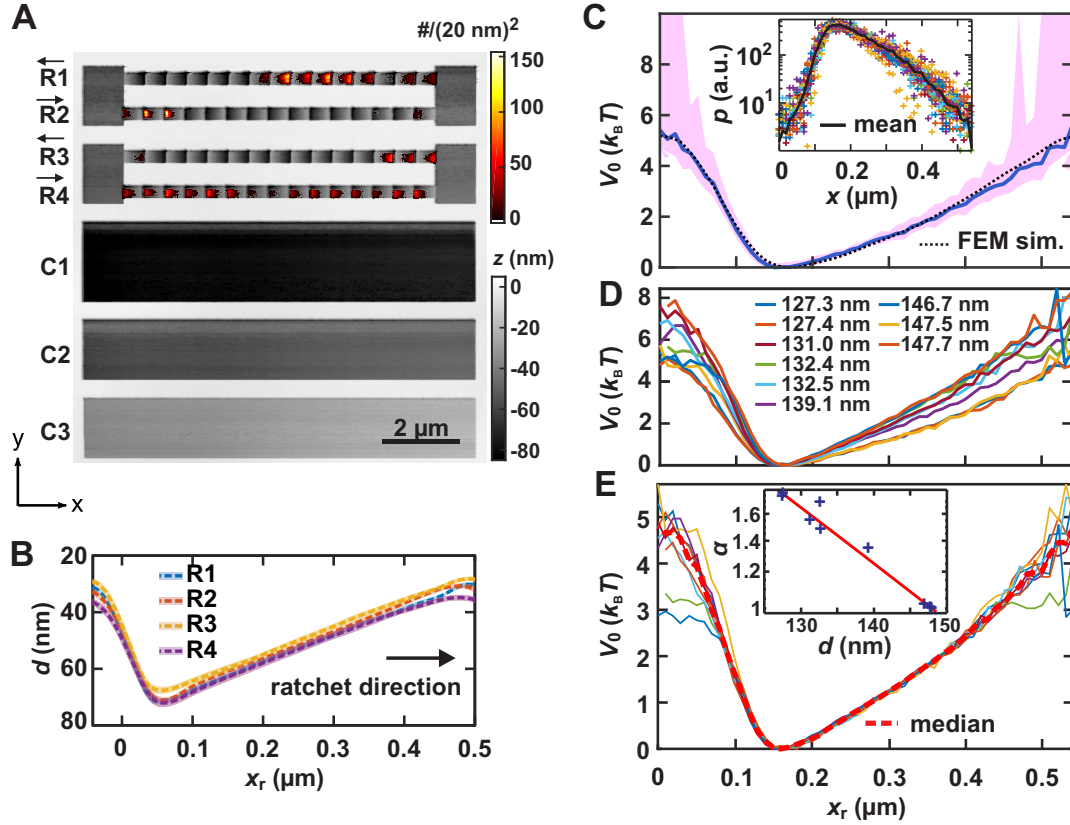 A
#/(20 nm)²
R1
R2
R3
R4
C1
C2
C3
150
100
50
0
z (nm)
0
-20
-40
-60
-80
2 µm
y
x
B
20
40
60
80
d (nm)
R1
R2
R3
R4
ratchet direction
0 0.1 0.2 0.3 0.4 0.5
xr (µm)
C
8
6
4
2
0
V0 (kBT)
10²
10¹
p (a.u.)
mean
0 0.1 0.2 0.3 0.4 0.5
x (µm)
FEM sim.
D
8
6
4
2
0
V0 (kBT)
127.3 nm 146.7 nm
127.4 nm 147.5 nm
131.0 nm 147.7 nm
132.4 nm
132.5 nm
139.1 nm
E
5
4
3
2
1
0
V0 (kBT)
1.6
1.4
1.2
1
α
130 140 150
d (nm)
median
0 0.1 0.2 0.3 0.4 0.5
xr (µm)